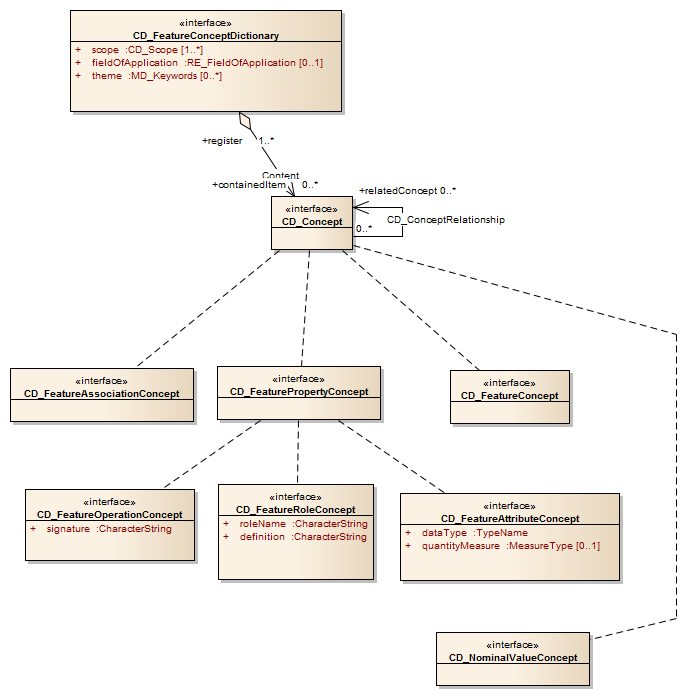 «interface»
CD_FeatureConceptDictionary
+ scope :CD_Scope [1..*]
+ fieldOfApplication :RE_FieldOfApplication [0..1]
+ theme :MD_Keywords [0..*]
+register 1..*
Content
+containedItem 0..*
+relatedConcept 0..*
«interface»
CD_Concept
CD_ConceptRelationship
0..*
«interface»
CD_FeatureAssociationConcept
«interface»
CD_FeaturePropertyConcept
«interface»
CD_FeatureConcept
«interface»
CD_FeatureOperationConcept
+ signature :CharacterString
«interface»
CD_FeatureRoleConcept
+ roleName :CharacterString
+ definition :CharacterString
«interface»
CD_FeatureAttributeConcept
+ dataType :TypeName
+ quantityMeasure :MeasureType [0..1]
«interface»
CD_NominalValueConcept